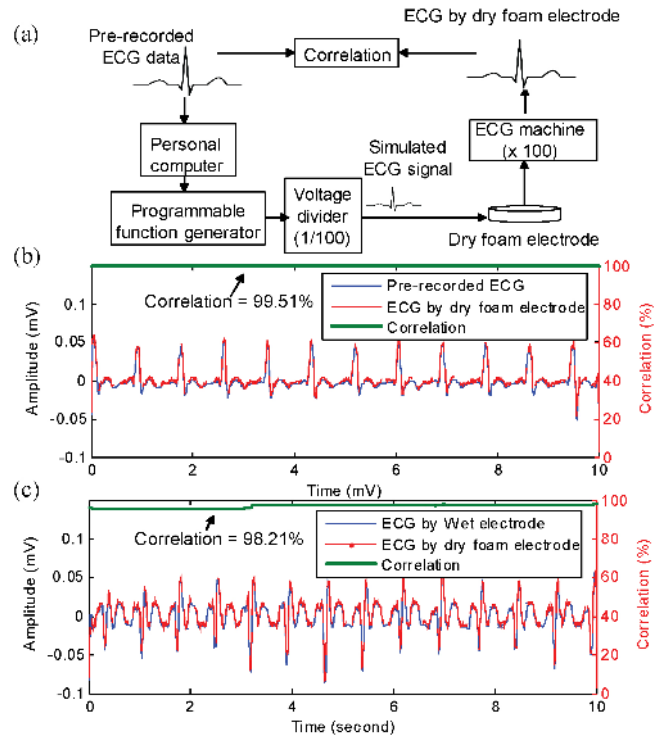 (a)
Pre-recorded
ECG data
Correlation
ECG by dry foam electrode
Personal
computer
Programmable
function generator
Voltage
divider
(1/100)
Simulated
ECG signal
ECG machine
(x 100)
Dry foam electrode
(b)
Amplitude (mV)
0.1
0.05
0
-0.05
-0.1
Correlation = 99.51%
Pre-recorded ECG
ECG by dry foam electrode
Correlation
100
80
60
40
20
0
Correlation (%)
0 2 4 6 8 10
Time (mV)
(c)
Amplitude (mV)
0.1
0.05
0
-0.05
-0.1
Correlation = 98.21%
ECG by Wet electrode
ECG by dry foam electrode
Correlation
100
80
60
40
20
0
Correlation (%)
0 2 4 6 8 10
Time (second)